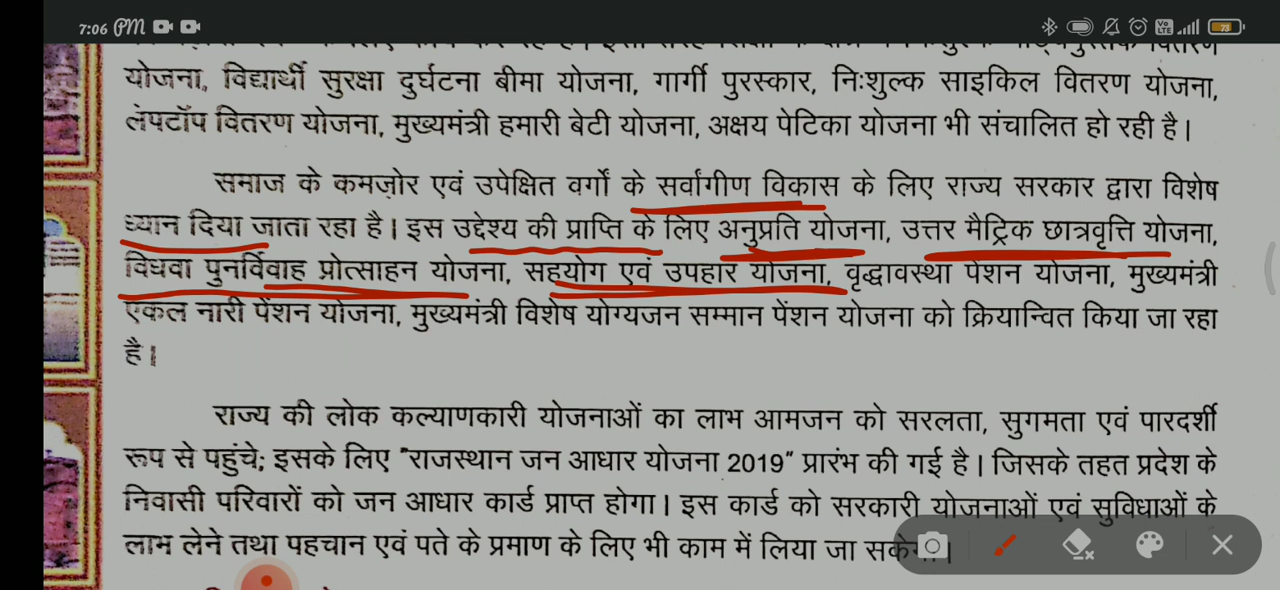 7:06 PM
73
योजना, विद्यार्थी सुरक्षा दुर्घटना बीमा योजना, गार्गी पुरस्कार, निःशुल्क साइकिल वितरण योजना,
लेपटॉप वितरण योजना, मुख्यमंत्री हमारी बेटी योजना, अक्षय पेटिका योजना भी संचालित हो रही है।
समाज के कमज़ोर एवं उपेक्षित वर्गों के सर्वांगीण विकास के लिए राज्य सरकार द्वारा विशेष
ध्यान दिया जाता रहा है। इस उद्देश्य की प्राप्ति के लिए अनुप्रति योजना, उत्तर मैट्रिक छात्रवृत्ति योजना,
विधवा पुनर्विवाह प्रोत्साहन योजना, सहयोग एवं उपहार योजना, वृद्धावस्था पेंशन योजना, मुख्यमंत्री
एकल नारी पेंशन योजना, मुख्यमंत्री विशेष योग्यजन सम्मान पेंशन योजना को क्रियान्वित किया जा रहा
है।
राज्य की लोक कल्याणकारी योजनाओं का लाभ आमजन को सरलता, सुगमता एवं पारदर्शी
रूप से पहुंचे; इसके लिए "राजस्थान जन आधार योजना 2019" प्रारंभ की गई है। जिसके तहत प्रदेश के
निवासी परिवारों को जन आधार कार्ड प्राप्त होगा। इस कार्ड को सरकारी योजनाओं एवं सुविधाओं के
लाभ लेने तथा पहचान एवं पते के प्रमाण के लिए भी काम में लिया जा